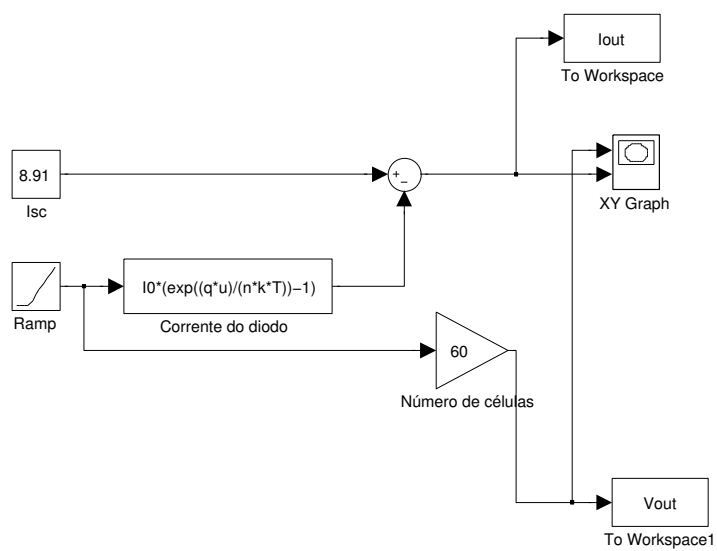 Iout
To Workspace
8.91
Isc
+
−
XY Graph
Ramp
I0*(exp((q*u)/(n*k*T))−1)
Corrente do diodo
60
Número de células
Vout
To Workspace1